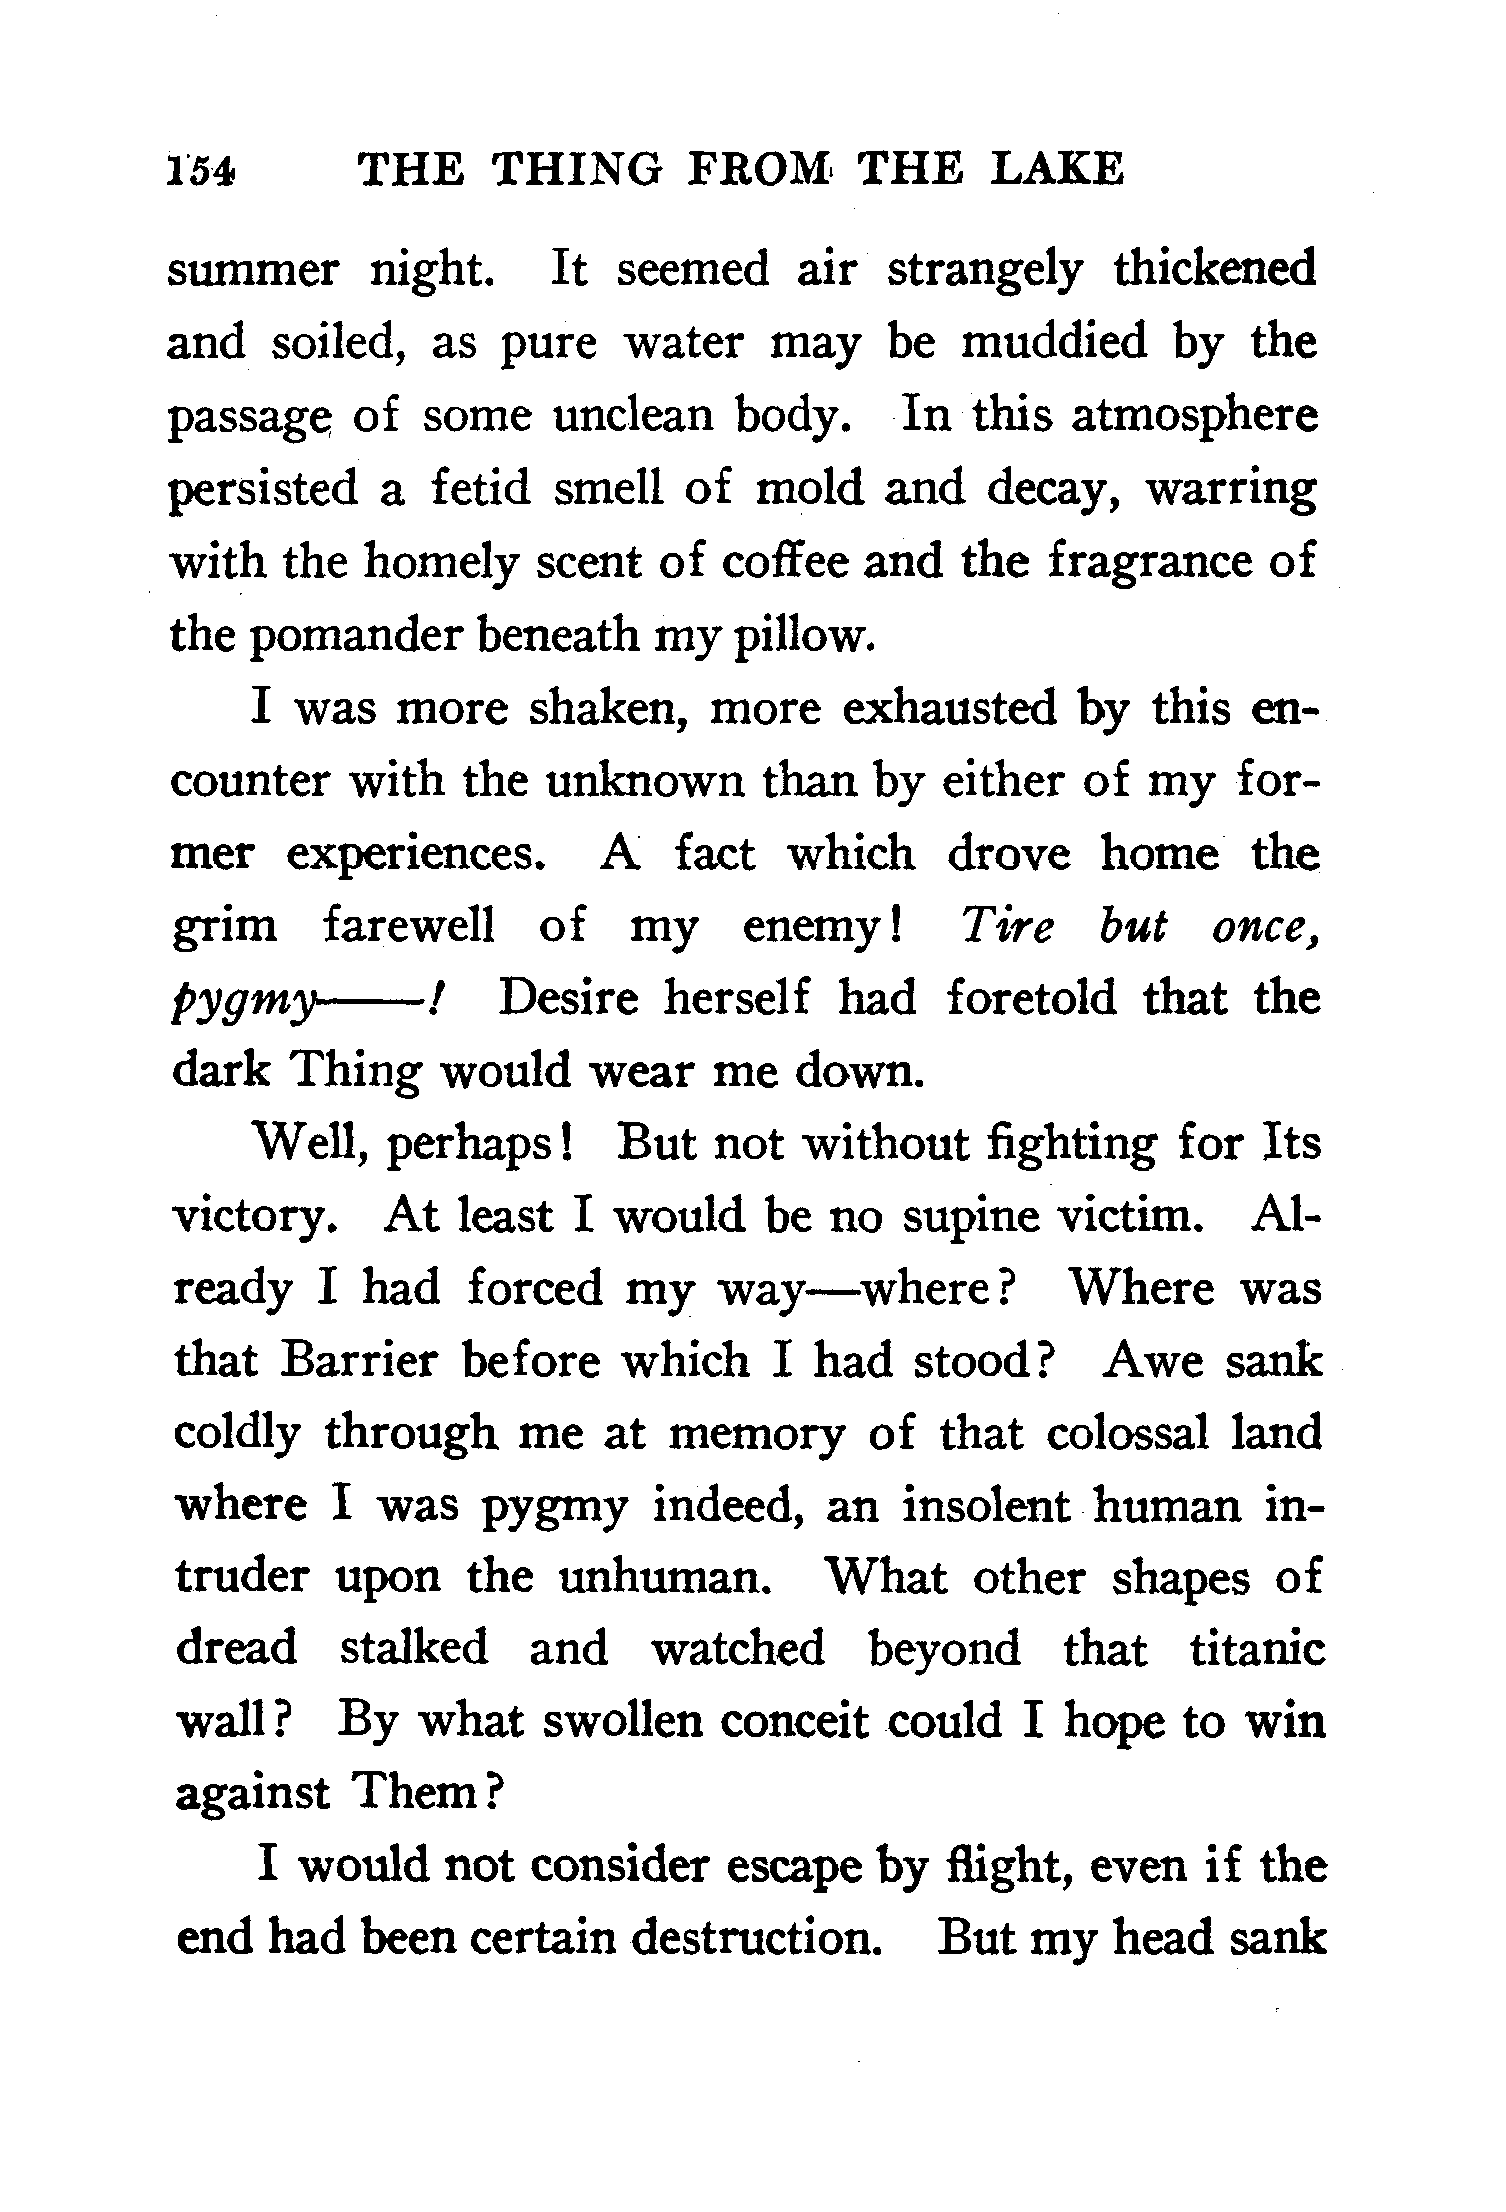 154 THE THING FROM THE LAKE
summer night. It seemed air strangely thickened
and soiled, as pure water may be muddied by the
passage of some unclean body. In this atmosphere
persisted a fetid smell of mold and decay, warring
with the homely scent of coffee and the fragrance of
the pomander beneath my pillow.
I was more shaken, more exhausted by this en-
counter with the unknown than by either of my for-
mer experiences. A fact which drove home the
grim farewell of my enemy! Tire but once,
pygmy——! Desire herself had foretold that the
dark Thing would wear me down.
Well, perhaps! But not without fighting for Its
victory. At least I would be no supine victim. Al-
ready I had forced my way—where? Where was
that Barrier before which I had stood? Awe sank
coldly through me at memory of that colossal land
where I was pygmy indeed, an insolent human in-
truder upon the unhuman. What other shapes of
dread stalked and watched beyond that titanic
wall? By what swollen conceit could I hope to win
against Them?
I would not consider escape by flight, even if the
end had been certain destruction. But my head sank